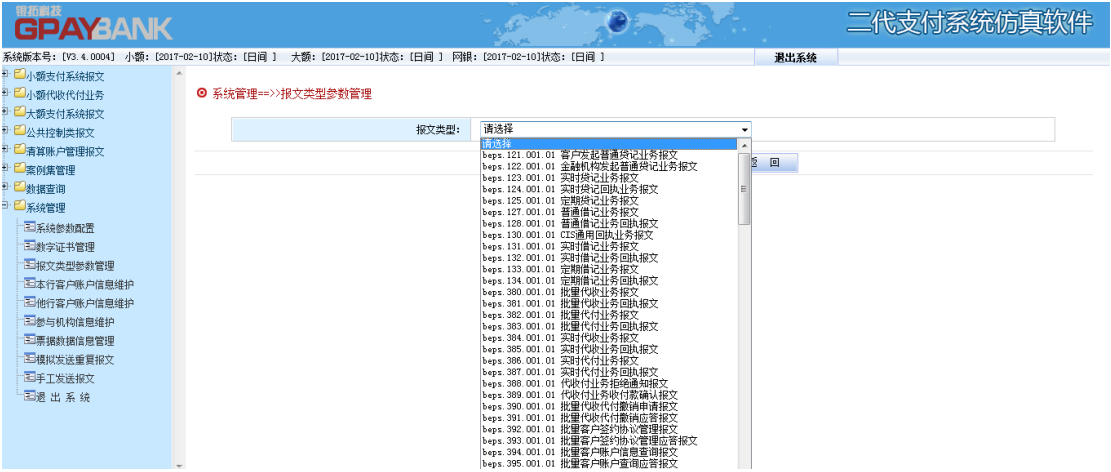 银拓科技
GPAYBANK
二代支付系统仿真软件
系统版本号: [V3.4.0004] 小额: [2017-02-10]状态: [日间 ] 大额: [2017-02-10]状态: [日间 ] 网银: [2017-02-10]状态: [日间 ] 退出系统
小额支付系统报文
小额代收代付业务
大额支付系统报文
公共控制类报文
清算账户管理报文
案例集管理
数据查询
系统管理
系统参数配置
数字证书管理
报文类型参数管理
本行客户账户信息维护
他行客户账户信息维护
参与机构信息维护
票据数据信息管理
模拟发送重复报文
手工发送报文
退 出 系 统
系统管理==>>报文类型参数管理
报文类型: 请选择
请选择
beps.121.001.01 客户发起普通贷记业务报文
回
beps.122.001.01 金融机构发起普通贷记业务报文
beps.123.001.01 实时贷记业务报文
beps.124.001.01 实时贷记回执业务报文
beps.125.001.01 定期贷记业务报文
beps.127.001.01 普通借记业务报文
beps.128.001.01 普通借记业务回执报文
beps.130.001.01 CIS通用回执业务报文
beps.131.001.01 实时借记业务报文
beps.132.001.01 实时借记业务回执报文
beps.133.001.01 定期借记业务报文
beps.134.001.01 定期借记业务回执报文
beps.380.001.01 批量代收业务报文
beps.381.001.01 批量代收业务回执报文
beps.382.001.01 批量代付业务报文
beps.383.001.01 批量代付业务回执报文
beps.384.001.01 实时代收业务报文
beps.385.001.01 实时代收业务回执报文
beps.386.001.01 实时代付业务报文
beps.387.001.01 实时代付业务回执报文
beps.388.001.01 代收付业务拒绝通知报文
beps.389.001.01 代收付业务收付款确认报文
beps.390.001.01 批量代收代付撤销申请报文
beps.391.001.01 批量代收代付撤销应答报文
beps.392.001.01 批量客户签约协议管理报文
beps.393.001.01 批量客户签约协议管理应答报文
beps.394.001.01 批量客户账户信息查询报文
beps.395.001.01 批量客户账户查询应答报文